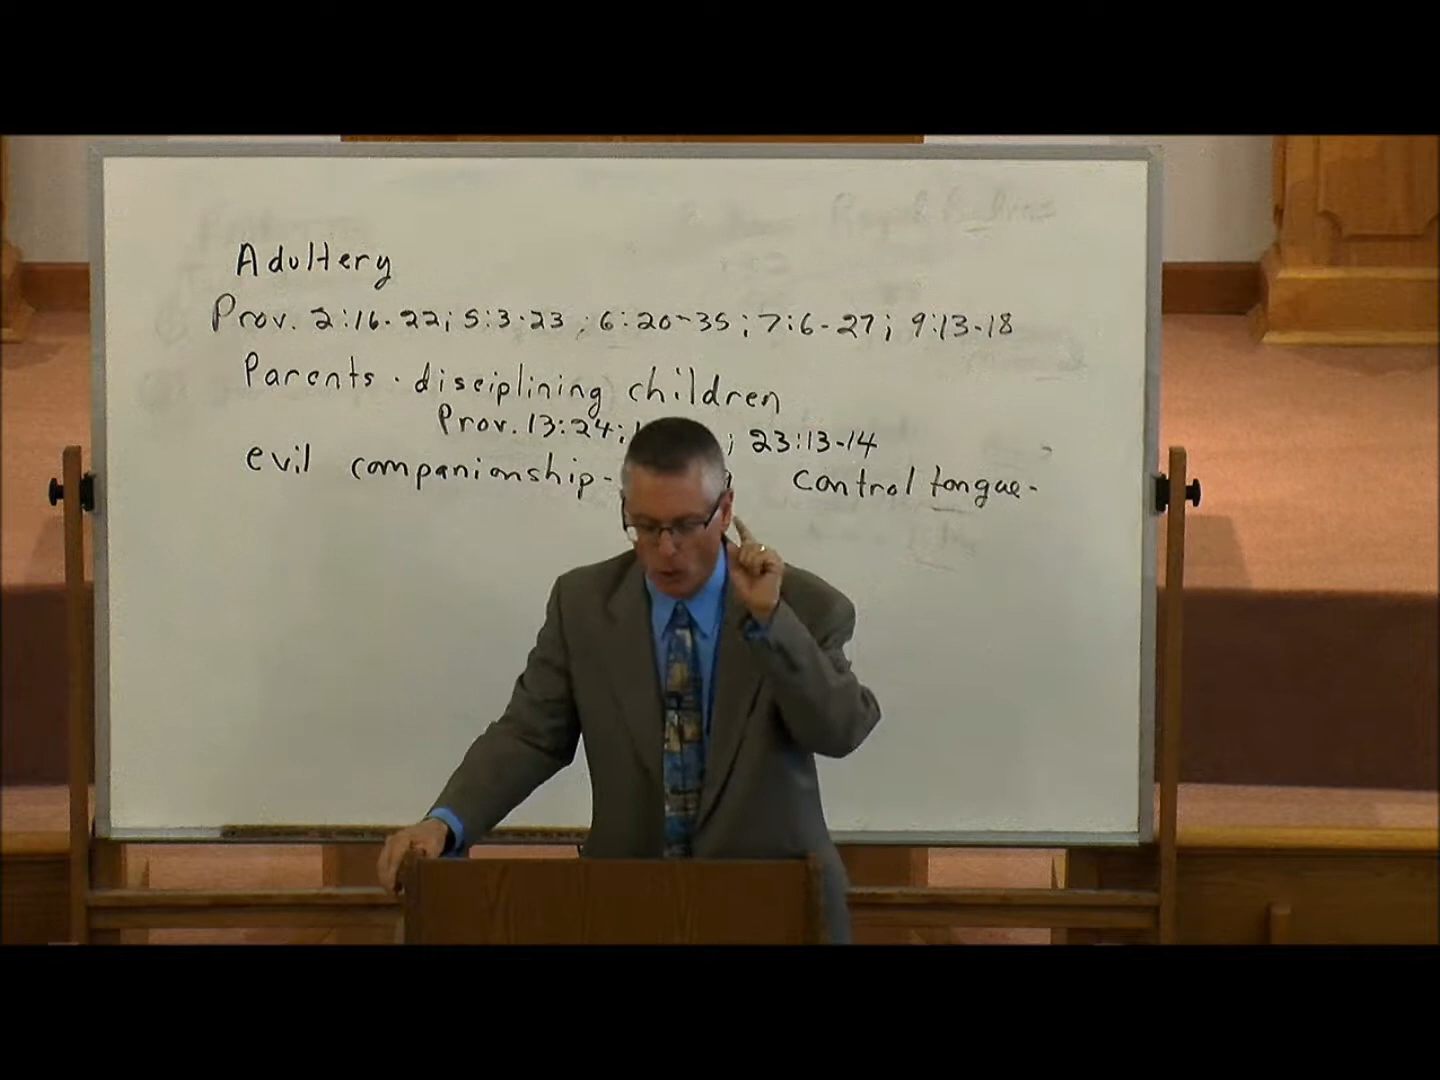 Adultery
Prov. 2:16-22; 5:3-23; 6:20-35; 7:6-27; 9:13-18
Parents - disciplining children
Prov. 13:24; ; 23:13-14
evil companionship - control tongue -